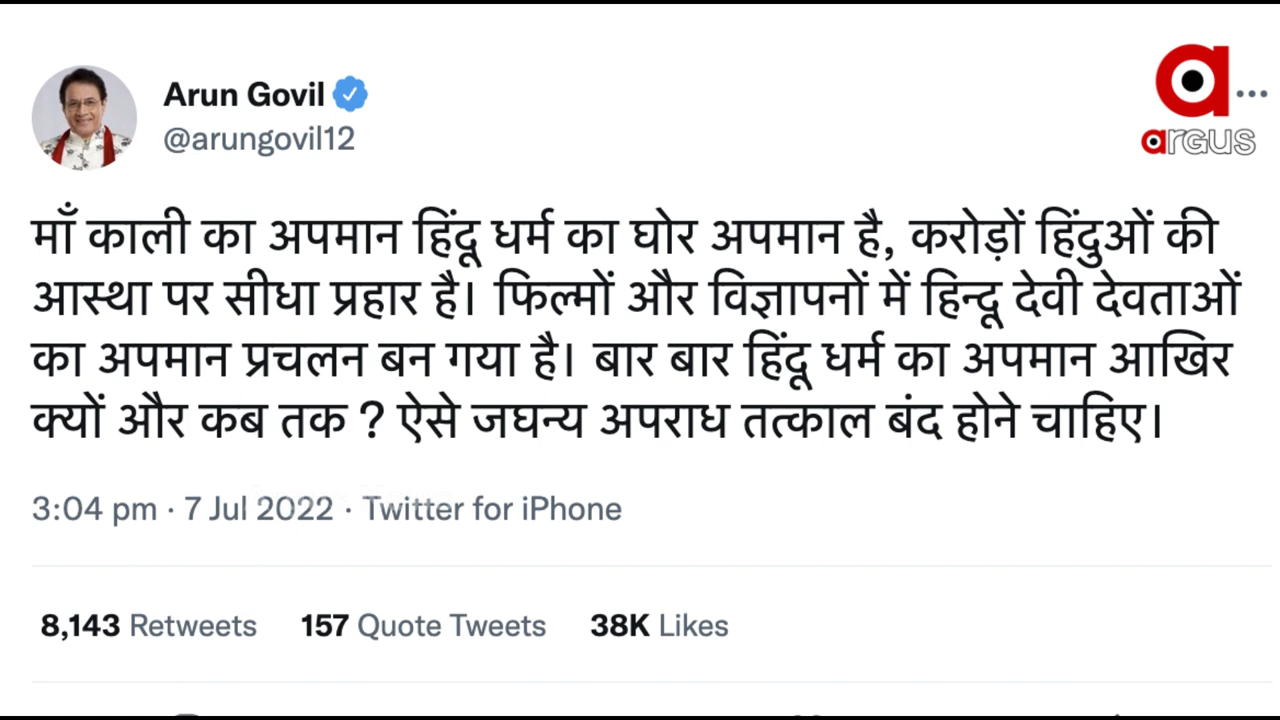 Arun Govil
@arungovil12
argus
माँ काली का अपमान हिंदू धर्म का घोर अपमान है, करोड़ों हिंदुओं की
आस्था पर सीधा प्रहार है। फिल्मों और विज्ञापनों में हिन्दू देवी देवताओं
का अपमान प्रचलन बन गया है। बार बार हिंदू धर्म का अपमान आखिर
क्यों और कब तक ? ऐसे जघन्य अपराध तत्काल बंद होने चाहिए।
3:04 pm · 7 Jul 2022 · Twitter for iPhone
8,143 Retweets 157 Quote Tweets 38K Likes